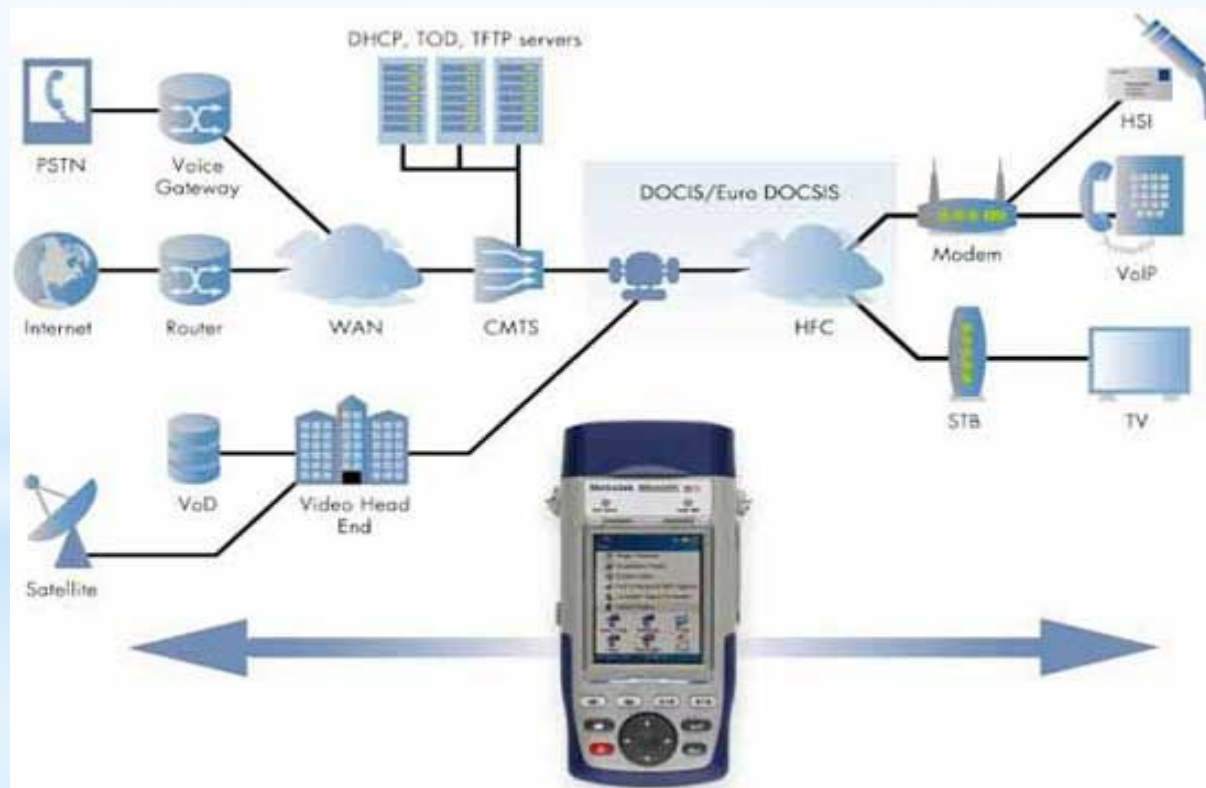 DHCP, TOD, TFTP servers
HSI
PSTN
Voice
Gateway
DOCIS/Euro DOCSIS
Modem
VoIP
Internet
Router
WAN
CMTS
HFC
STB
TV
VoD
Video Head
End
Satellite